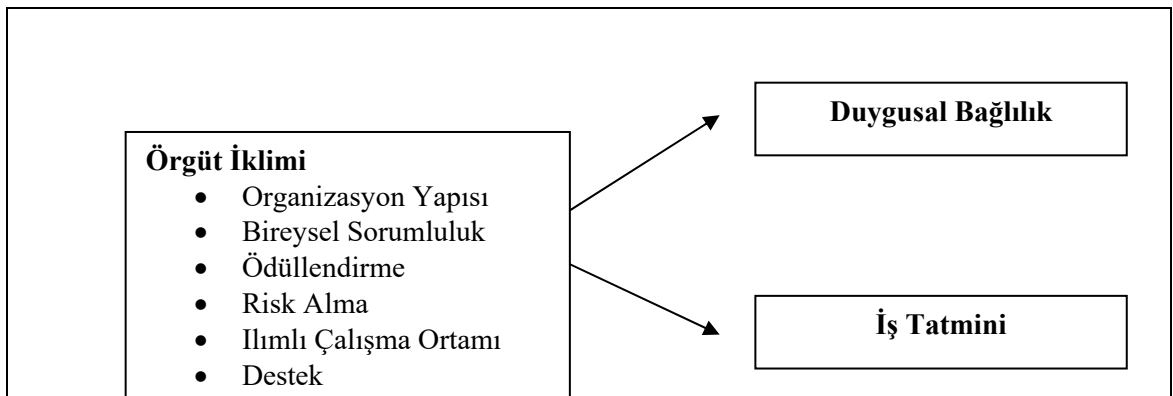 Duygusal Bağlılık
Örgüt İklimi
• Organizasyon Yapısı
• Bireysel Sorumluluk
• Ödüllendirme
• Risk Alma
• Ilımlı Çalışma Ortamı
• Destek
İş Tatmini